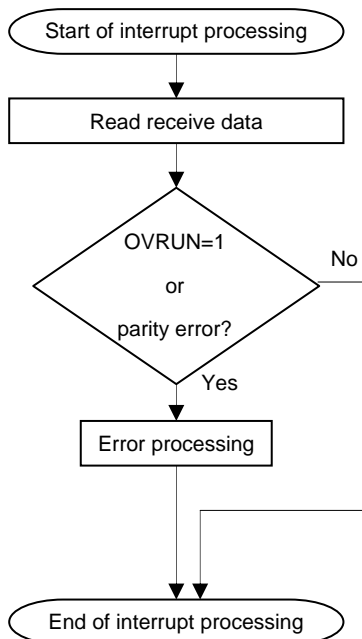 Start of interrupt processing
Read receive data
OVRUN=1
or
parity error?
No
Yes
Error processing
End of interrupt processing